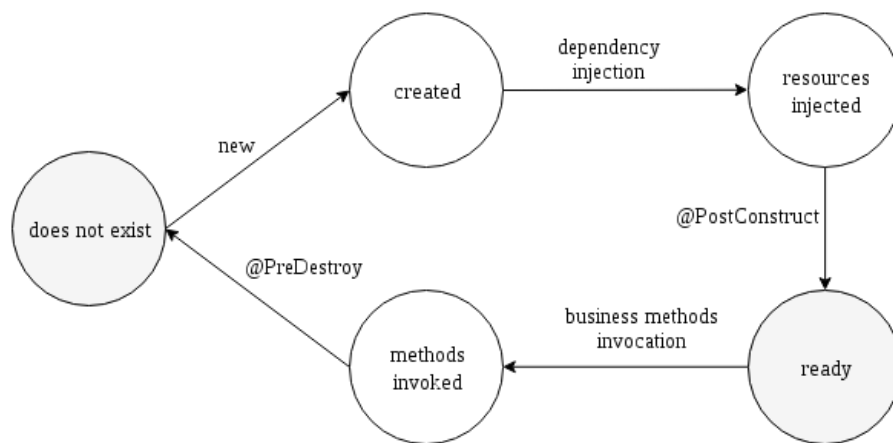 dependency
injection
created
resources
injected
new
@PostConstruct
does not exist
@PreDestroy
business methods
invocation
methods
invoked
ready